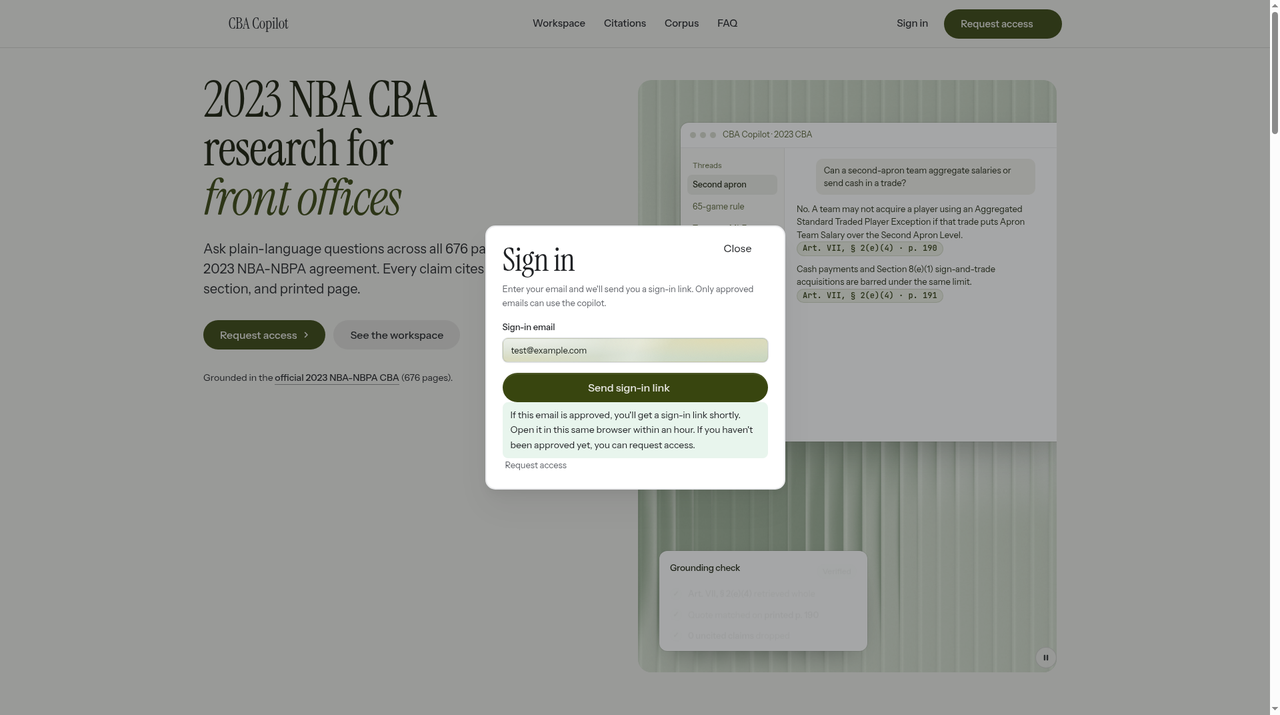 CBA Copilot
Workspace
Citations
Corpus
FAQ
Sign in
Request access
2023 NBA CBA
research for
front offices
Ask plain-language questions across all 676 pa
2023 NBA-NBPA agreement. Every claim cites
section, and printed page.
Request access
See the workspace
Grounded in the official 2023 NBA-NBPA CBA (676 pages).
CBA Copilot · 2023 CBA
Threads
Second apron
65-game rule
Can a second-apron team aggregate salaries or
send cash in a trade?
No. A team may not acquire a player using an Aggregated
Standard Traded Player Exception if that trade puts Apron
Team Salary over the Second Apron Level.
Art. VII, § 2(e)(4) · p. 190
Cash payments and Section 8(e)(1) sign-and-trade
acquisitions are barred under the same limit.
Art. VII, § 2(e)(4) · p. 191
Sign in
Close
Enter your email and we'll send you a sign-in link. Only approved
emails can use the copilot.
Sign-in email
test@example.com
Send sign-in link
If this email is approved, you'll get a sign-in link shortly.
Open it in this same browser within an hour. If you haven't
been approved yet, you can request access.
Request access
Grounding check